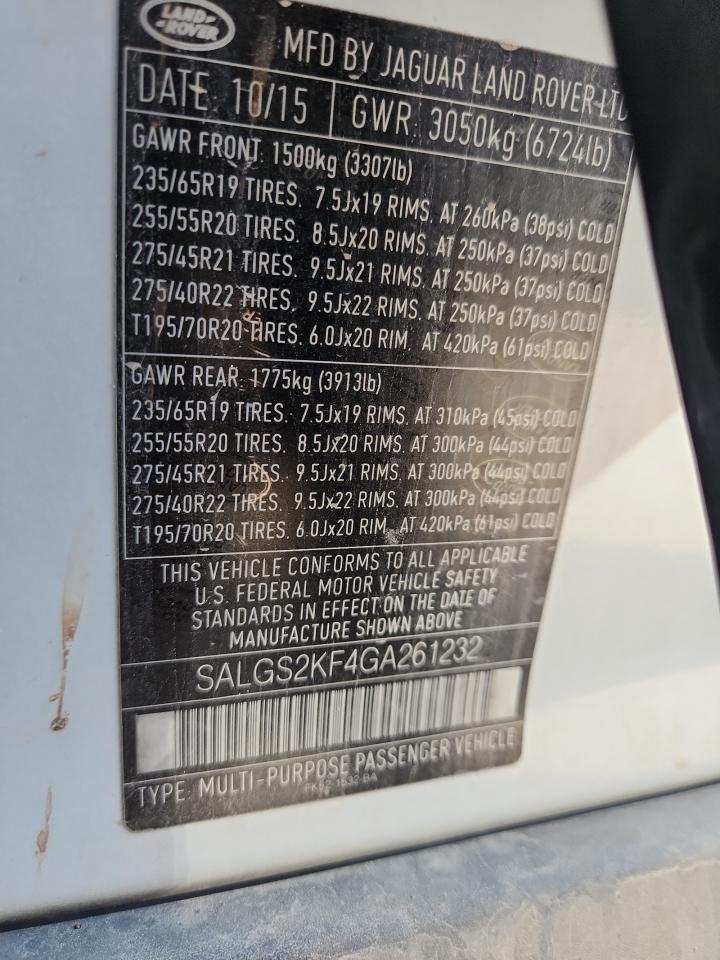 LAND-
-ROVER
MFD BY JAGUAR LAND ROVER LTD
DATE: 10/15 GWR: 3050kg (6724lb)
GAWR FRONT: 1500kg (3307lb)
235/65R19 TIRES. 7.5Jx19 RIMS. AT 260kPa (38psi) COLD
255/55R20 TIRES. 8.5Jx20 RIMS. AT 250kPa (37psi) COLD
275/45R21 TIRES. 9.5Jx21 RIMS. AT 250kPa (37psi) COLD
275/40R22 TIRES. 9.5Jx22 RIMS. AT 250kPa (37psi) COLD
T195/70R20 TIRES. 6.0Jx20 RIM. AT 420kPa (61psi) COLD
GAWR REAR: 1775kg (3913lb)
235/65R19 TIRES. 7.5Jx19 RIMS. AT 310kPa (45psi) COLD
255/55R20 TIRES. 8.5Jx20 RIMS. AT 300kPa (44psi) COLD
275/45R21 TIRES. 9.5Jx21 RIMS. AT 300kPa (44psi) COLD
275/40R22 TIRES. 9.5Jx22 RIMS. AT 300kPa (44psi) COLD
T195/70R20 TIRES. 6.0Jx20 RIM. AT 420kPa (61psi) COLD
THIS VEHICLE CONFORMS TO ALL APPLICABLE
U.S. FEDERAL MOTOR VEHICLE SAFETY
STANDARDS IN EFFECT ON THE DATE OF
MANUFACTURE SHOWN ABOVE
SALGS2KF4GA261232
TYPE: MULTI-PURPOSE PASSENGER VEHICLE